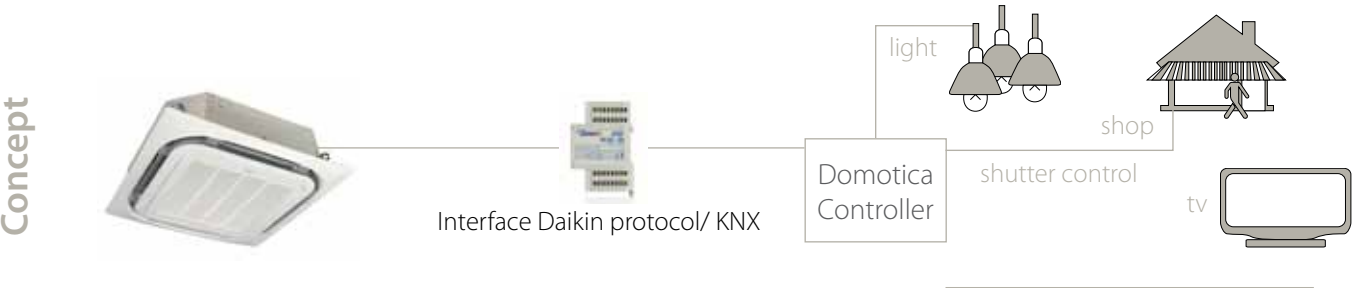 Concept
light
shop
Domotica
Controller
shutter control
tv
Interface Daikin protocol/ KNX